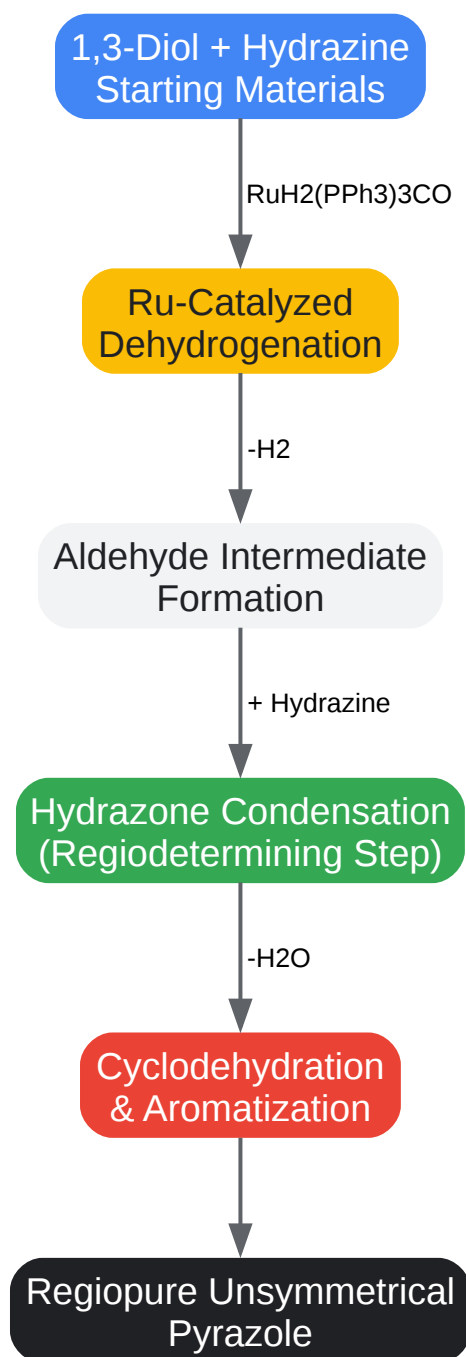 1,3-Diol + Hydrazine
Starting Materials
RuH2(PPh3)3CO
Ru-Catalyzed
Dehydrogenation
-H2
Aldehyde Intermediate
Formation
+ Hydrazine
Hydrazone Condensation
(Regiodetermining Step)
-H2O
Cyclodehydration
& Aromatization
Regiopure Unsymmetrical
Pyrazole